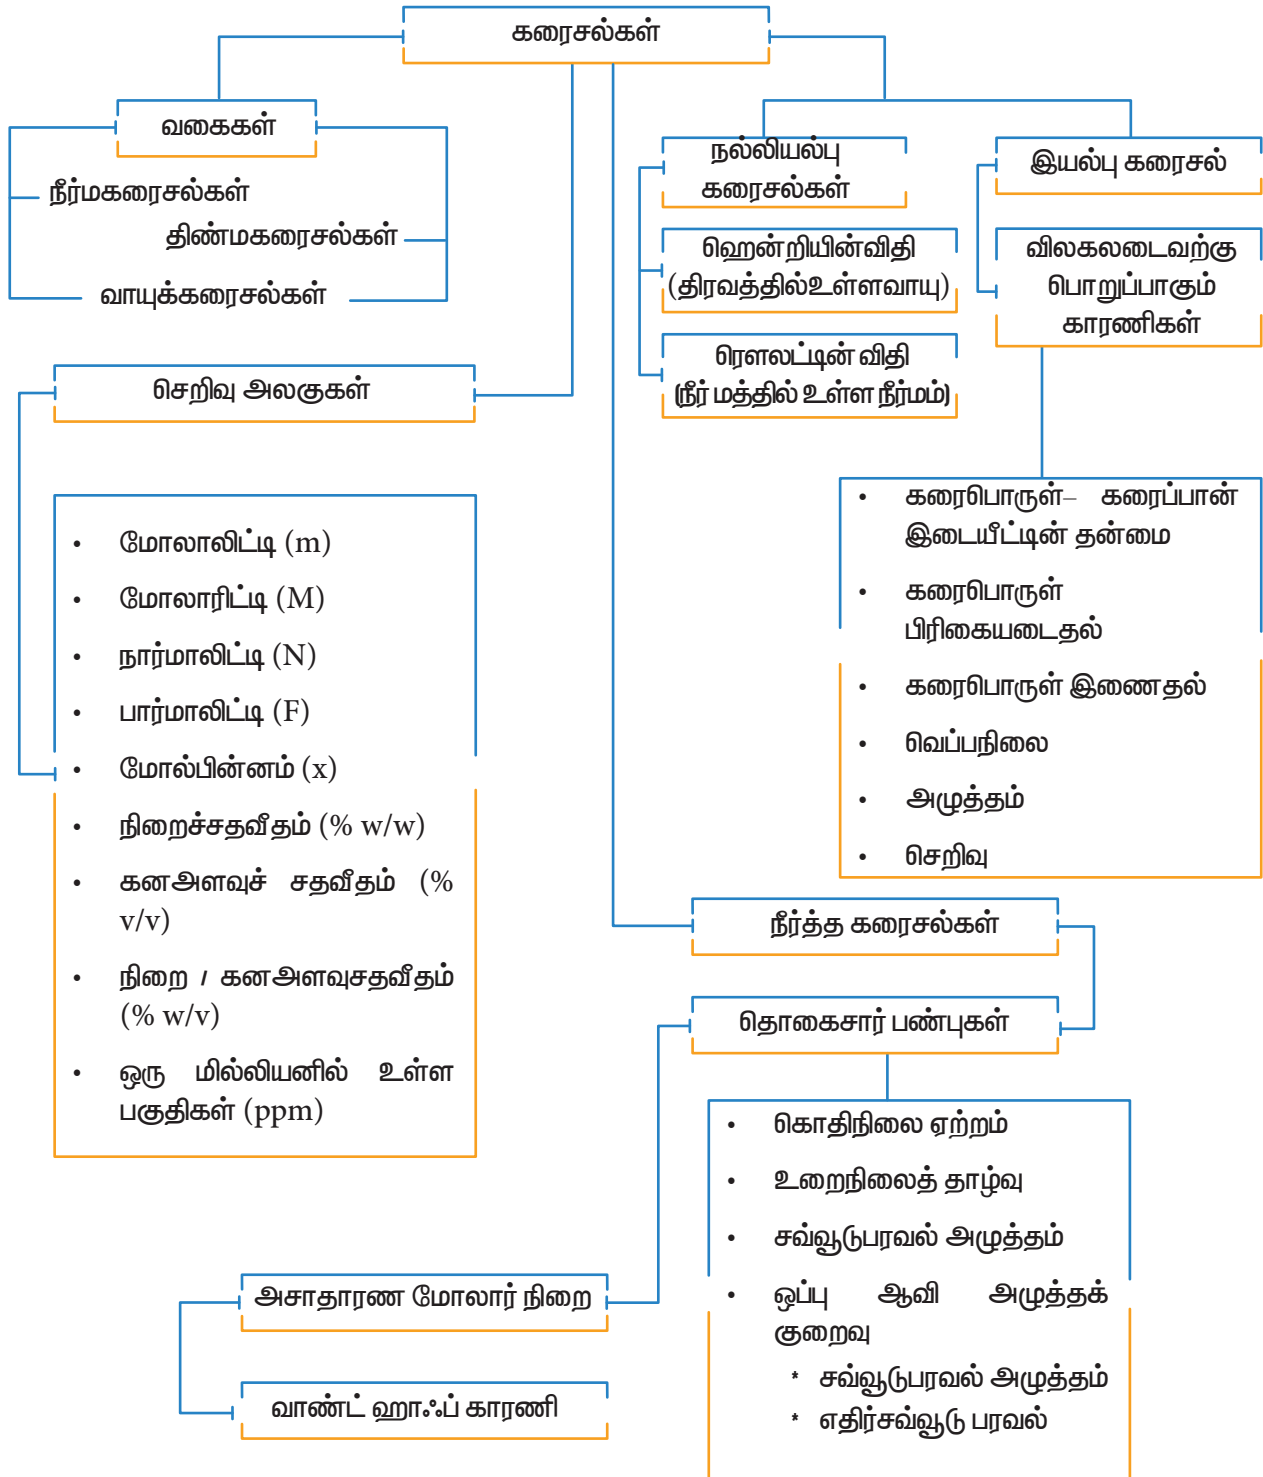 கரைசல்கள்
வகைகள்
நீர்மகரைசல்கள்
திண்மகரைசல்கள்
வாயுக்கரைசல்கள்
நல்லியல்பு
கரைசல்கள்
ஹென்றியின்விதி
(திரவத்தில்உள்ளவாயு)
ரௌலட்டின் விதி
(நீர் மத்தில் உள்ள நீர்மம்)
இயல்பு கரைசல்
விலகலடைவற்கு
பொறுப்பாகும்
காரணிகள்
• கரைபொருள்– கரைப்பான்
இடையீட்டின் தன்மை
• கரைபொருள்
பிரிகையடைதல்
• கரைபொருள் இணைதல்
• வெப்பநிலை
• அழுத்தம்
• செறிவு
செறிவு அலகுகள்
• மோலாலிட்டி (m)
• மோலாரிட்டி (M)
• நார்மாலிட்டி (N)
• பார்மாலிட்டி (F)
• மோல்பின்னம் (x)
• நிறைச்சதவீதம் (% w/w)
• கனஅளவுச் சதவீதம் (%
v/v)
• நிறை / கனஅளவுசதவீதம்
(% w/v)
• ஒரு மில்லியனில் உள்ள
பகுதிகள் (ppm)
நீர்த்த கரைசல்கள்
தொகைசார் பண்புகள்
• கொதிநிலை ஏற்றம்
• உறைநிலைத் தாழ்வு
• சவ்வூடுபரவல் அழுத்தம்
• ஒப்பு ஆவி அழுத்தக்
குறைவு
* சவ்வூடுபரவல் அழுத்தம்
* எதிர்சவ்வூடு பரவல்
அசாதாரண மோலார் நிறை
வாண்ட் ஹாஃப் காரணி